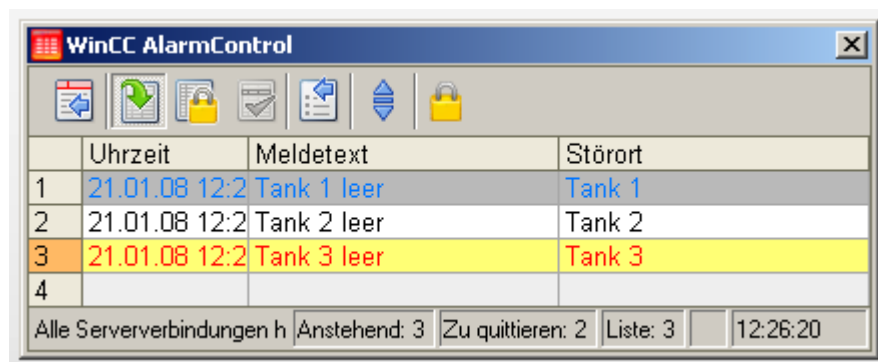 WinCC AlarmControl
Uhrzeit Meldetext Störort
1 21.01.08 12:2 Tank 1 leer Tank 1
2 21.01.08 12:2 Tank 2 leer Tank 2
3 21.01.08 12:2 Tank 3 leer Tank 3
4
Alle Serververbindungen h Anstehend: 3 Zu quittieren: 2 Liste: 3 12:26:20